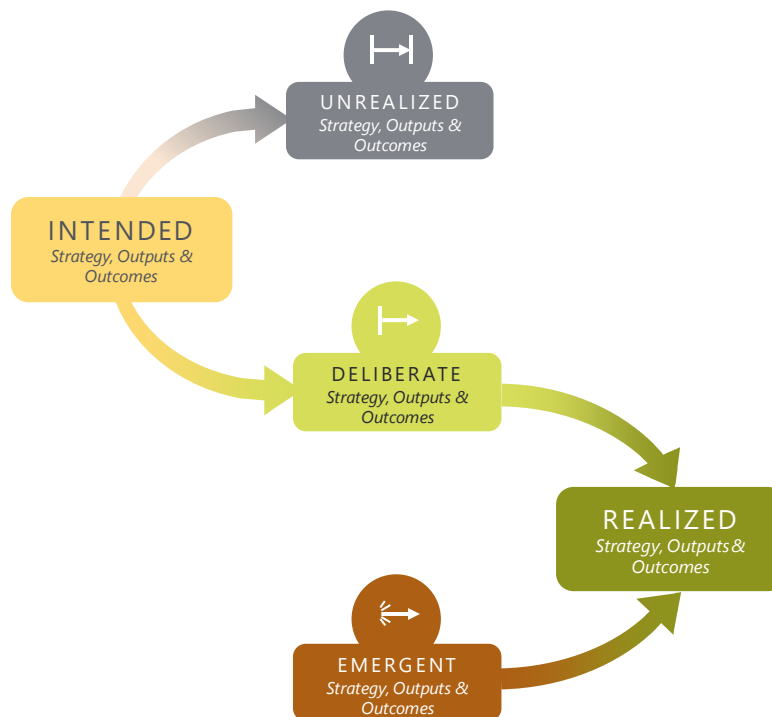 UNREALIZED
Strategy, Outputs &
Outcomes
INTENDED
Strategy, Outputs &
Outcomes
DELIBERATE
Strategy, Outputs &
Outcomes
REALIZED
Strategy, Outputs &
Outcomes
EMERGENT
Strategy, Outputs &
Outcomes